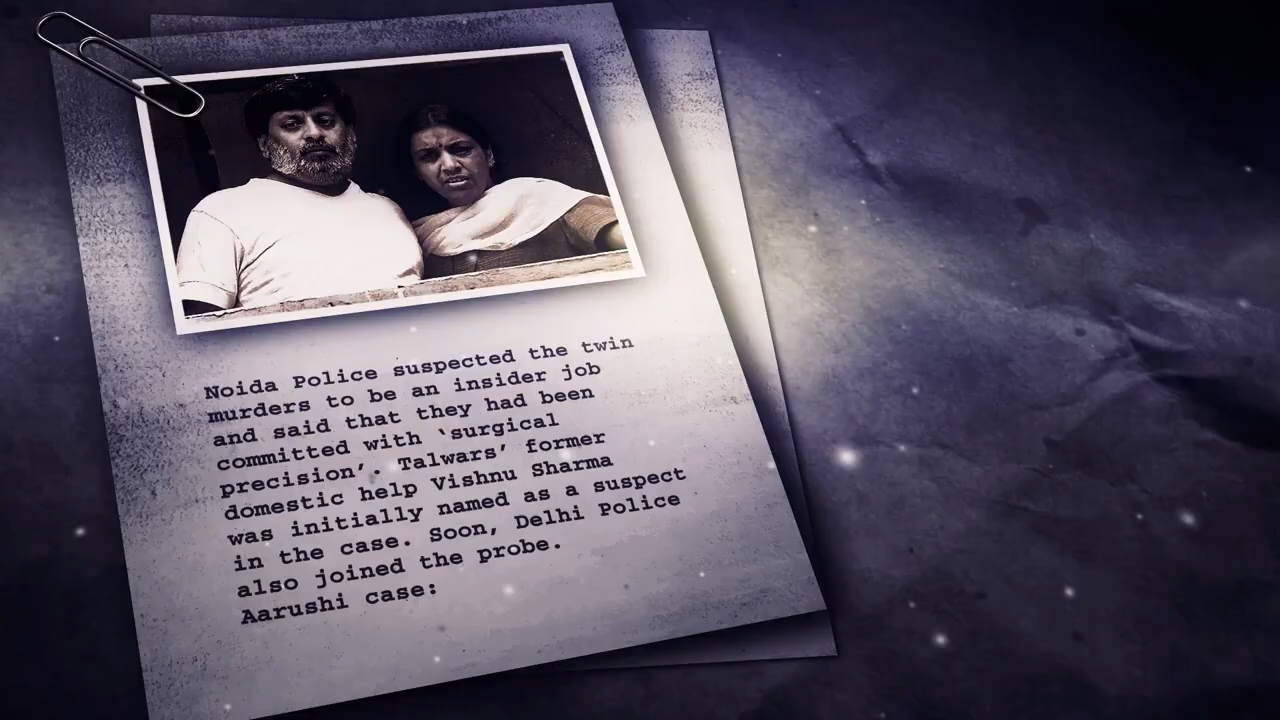 Noida Police suspected the twin
murders to be an insider job
and said that they had been
committed with ‘surgical
precision’. Talwars’ former
domestic help Vishnu Sharma
was initially named as a suspect
in the case. Soon, Delhi Police
also joined the probe.
Aarushi case: